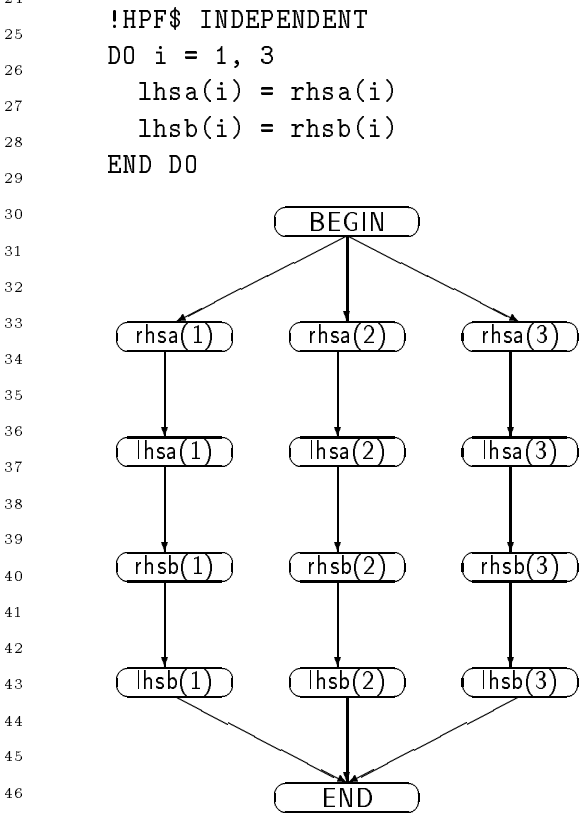 24
25 !HPF$ INDEPENDENT
26 DO i = 1, 3
27 lhsa(i) = rhsa(i)
28 lhsb(i) = rhsb(i)
29 END DO
30 BEGIN
31
32
33 rhsa(1) rhsa(2) rhsa(3)
34
35
36
37 lhsa(1) lhsa(2) lhsa(3)
38
39
40 rhsb(1) rhsb(2) rhsb(3)
41
42
43 lhsb(1) lhsb(2) lhsb(3)
44
45
46 END